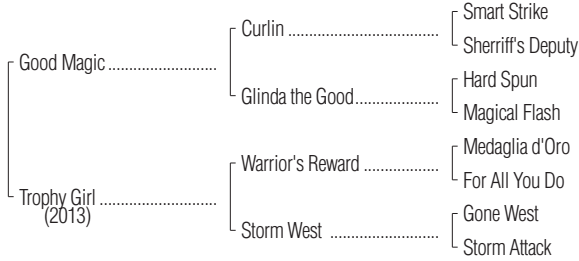 Smart Strike
Curlin ....................................
Sherriff's Deputy
Good Magic ..........................
Hard Spun
Glinda the Good....................
Magical Flash
Medaglia d'Oro
Warrior's Reward ..................
For All You Do
Trophy Girl ............................
(2013)
Gone West
Storm West ..........................
Storm Attack